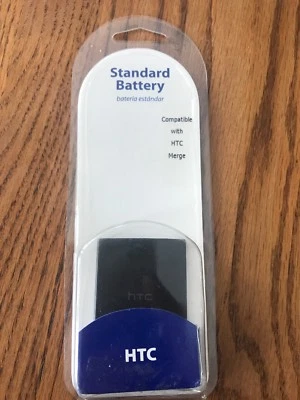 Standard
Battery
batería estándar
Compatible
with
HTC
Merge
hTC
HTC